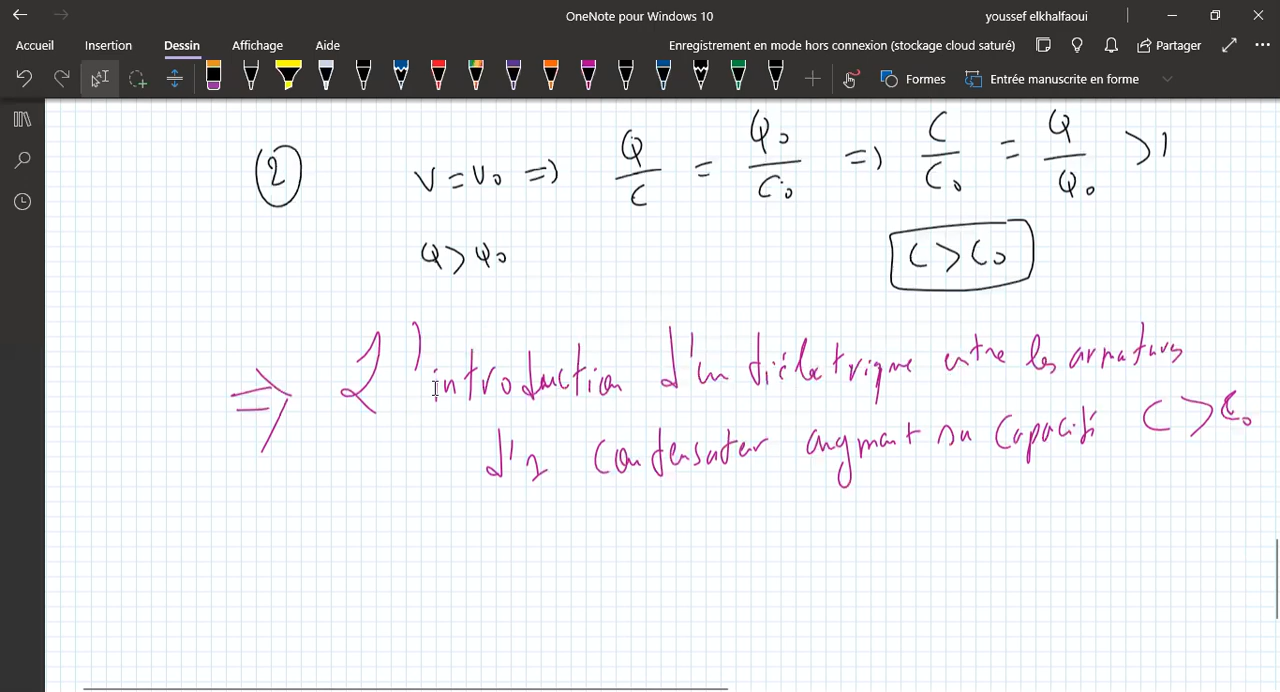 OneNote pour Windows 10
youssef elkhalfaoui
Accueil Insertion Dessin Affichage Aide
Enregistrement en mode hors connexion (stockage cloud saturé) Partager
Formes Entrée manuscrite en forme
② V = V₀ => Q/C = Q₀/C₀ => C/C₀ = Q/Q₀ > 1
Q > Q₀ C > C₀
=> L'introduction d'un diélectrique entre les armatures
d'1 condensateur augmant sa capacité C > C₀